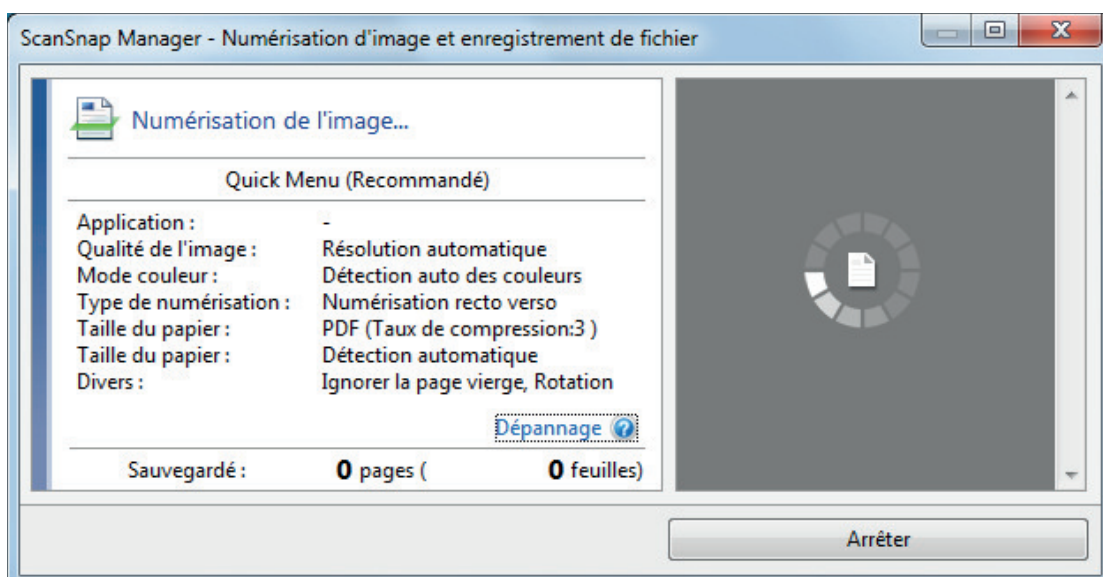 ScanSnap Manager - Numérisation d'image et enregistrement de fichier
Numérisation de l'image...
Quick Menu (Recommandé)
Application : -
Qualité de l'image : Résolution automatique
Mode couleur : Détection auto des couleurs
Type de numérisation : Numérisation recto verso
Taille du papier : PDF (Taux de compression:3 )
Taille du papier : Détection automatique
Divers : Ignorer la page vierge, Rotation
Dépannage
Sauvegardé : 0 pages ( 0 feuilles)
Arrêter